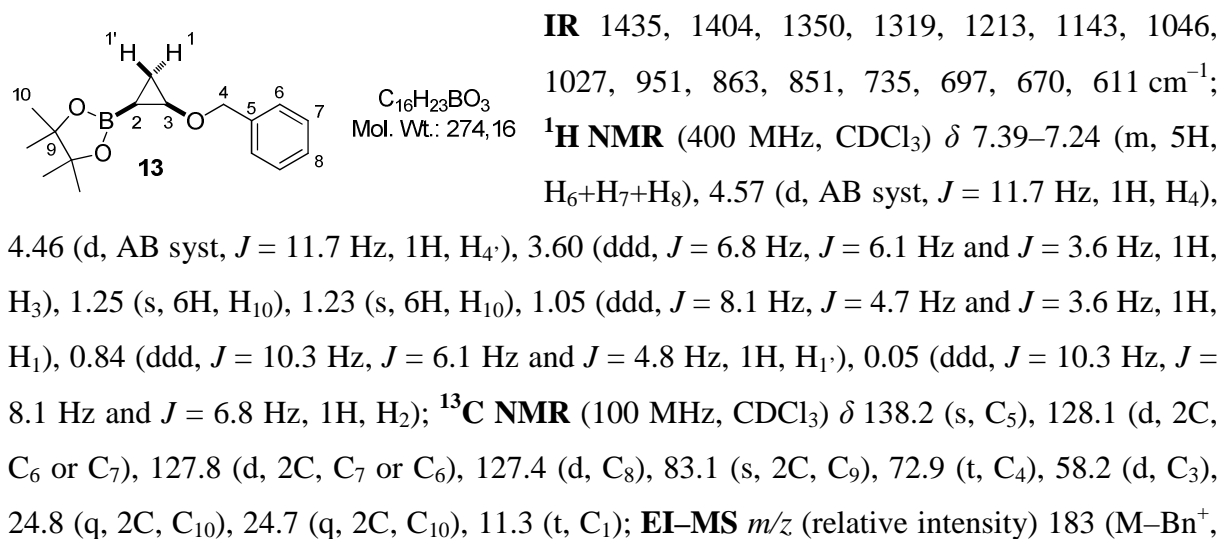 1' 1
H H
10
4 6
5 7
O B 2 3 O 8
9 O
13
C₁₆H₂₃BO₃
Mol. Wt.: 274,16
IR 1435, 1404, 1350, 1319, 1213, 1143, 1046,
1027, 951, 863, 851, 735, 697, 670, 611 cm⁻¹;
¹H NMR (400 MHz, CDCl₃) δ 7.39–7.24 (m, 5H,
H₆+H₇+H₈), 4.57 (d, AB syst, J = 11.7 Hz, 1H, H₄),
4.46 (d, AB syst, J = 11.7 Hz, 1H, H₄’), 3.60 (ddd, J = 6.8 Hz, J = 6.1 Hz and J = 3.6 Hz, 1H,
H₃), 1.25 (s, 6H, H₁₀), 1.23 (s, 6H, H₁₀), 1.05 (ddd, J = 8.1 Hz, J = 4.7 Hz and J = 3.6 Hz, 1H,
H₁), 0.84 (ddd, J = 10.3 Hz, J = 6.1 Hz and J = 4.8 Hz, 1H, H₁’), 0.05 (ddd, J = 10.3 Hz, J =
8.1 Hz and J = 6.8 Hz, 1H, H₂); ¹³C NMR (100 MHz, CDCl₃) δ 138.2 (s, C₅), 128.1 (d, 2C,
C₆ or C₇), 127.8 (d, 2C, C₇ or C₆), 127.4 (d, C₈), 83.1 (s, 2C, C₉), 72.9 (t, C₄), 58.2 (d, C₃),
24.8 (q, 2C, C₁₀), 24.7 (q, 2C, C₁₀), 11.3 (t, C₁); EI–MS m/z (relative intensity) 183 (M–Bn⁺,